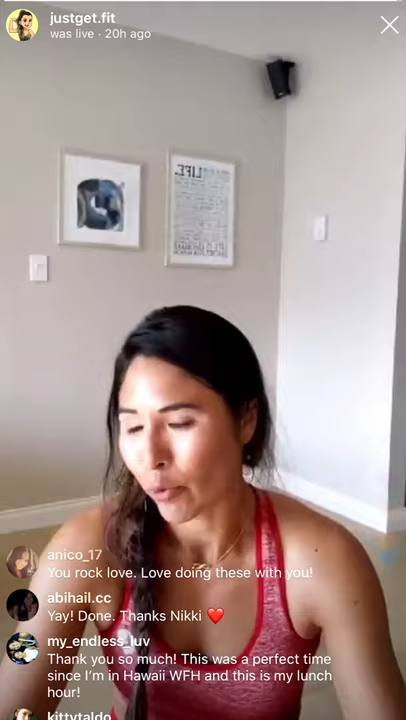 justget.fit
was live · 20h ago
LIFE.
anico_17
You rock love. Love doing these with you!
abihail.cc
Yay! Done. Thanks Nikki ❤️
my_endless_luv
Thank you so much! This was a perfect time
since I'm in Hawaii WFH and this is my lunch
hour!
kittytaldo